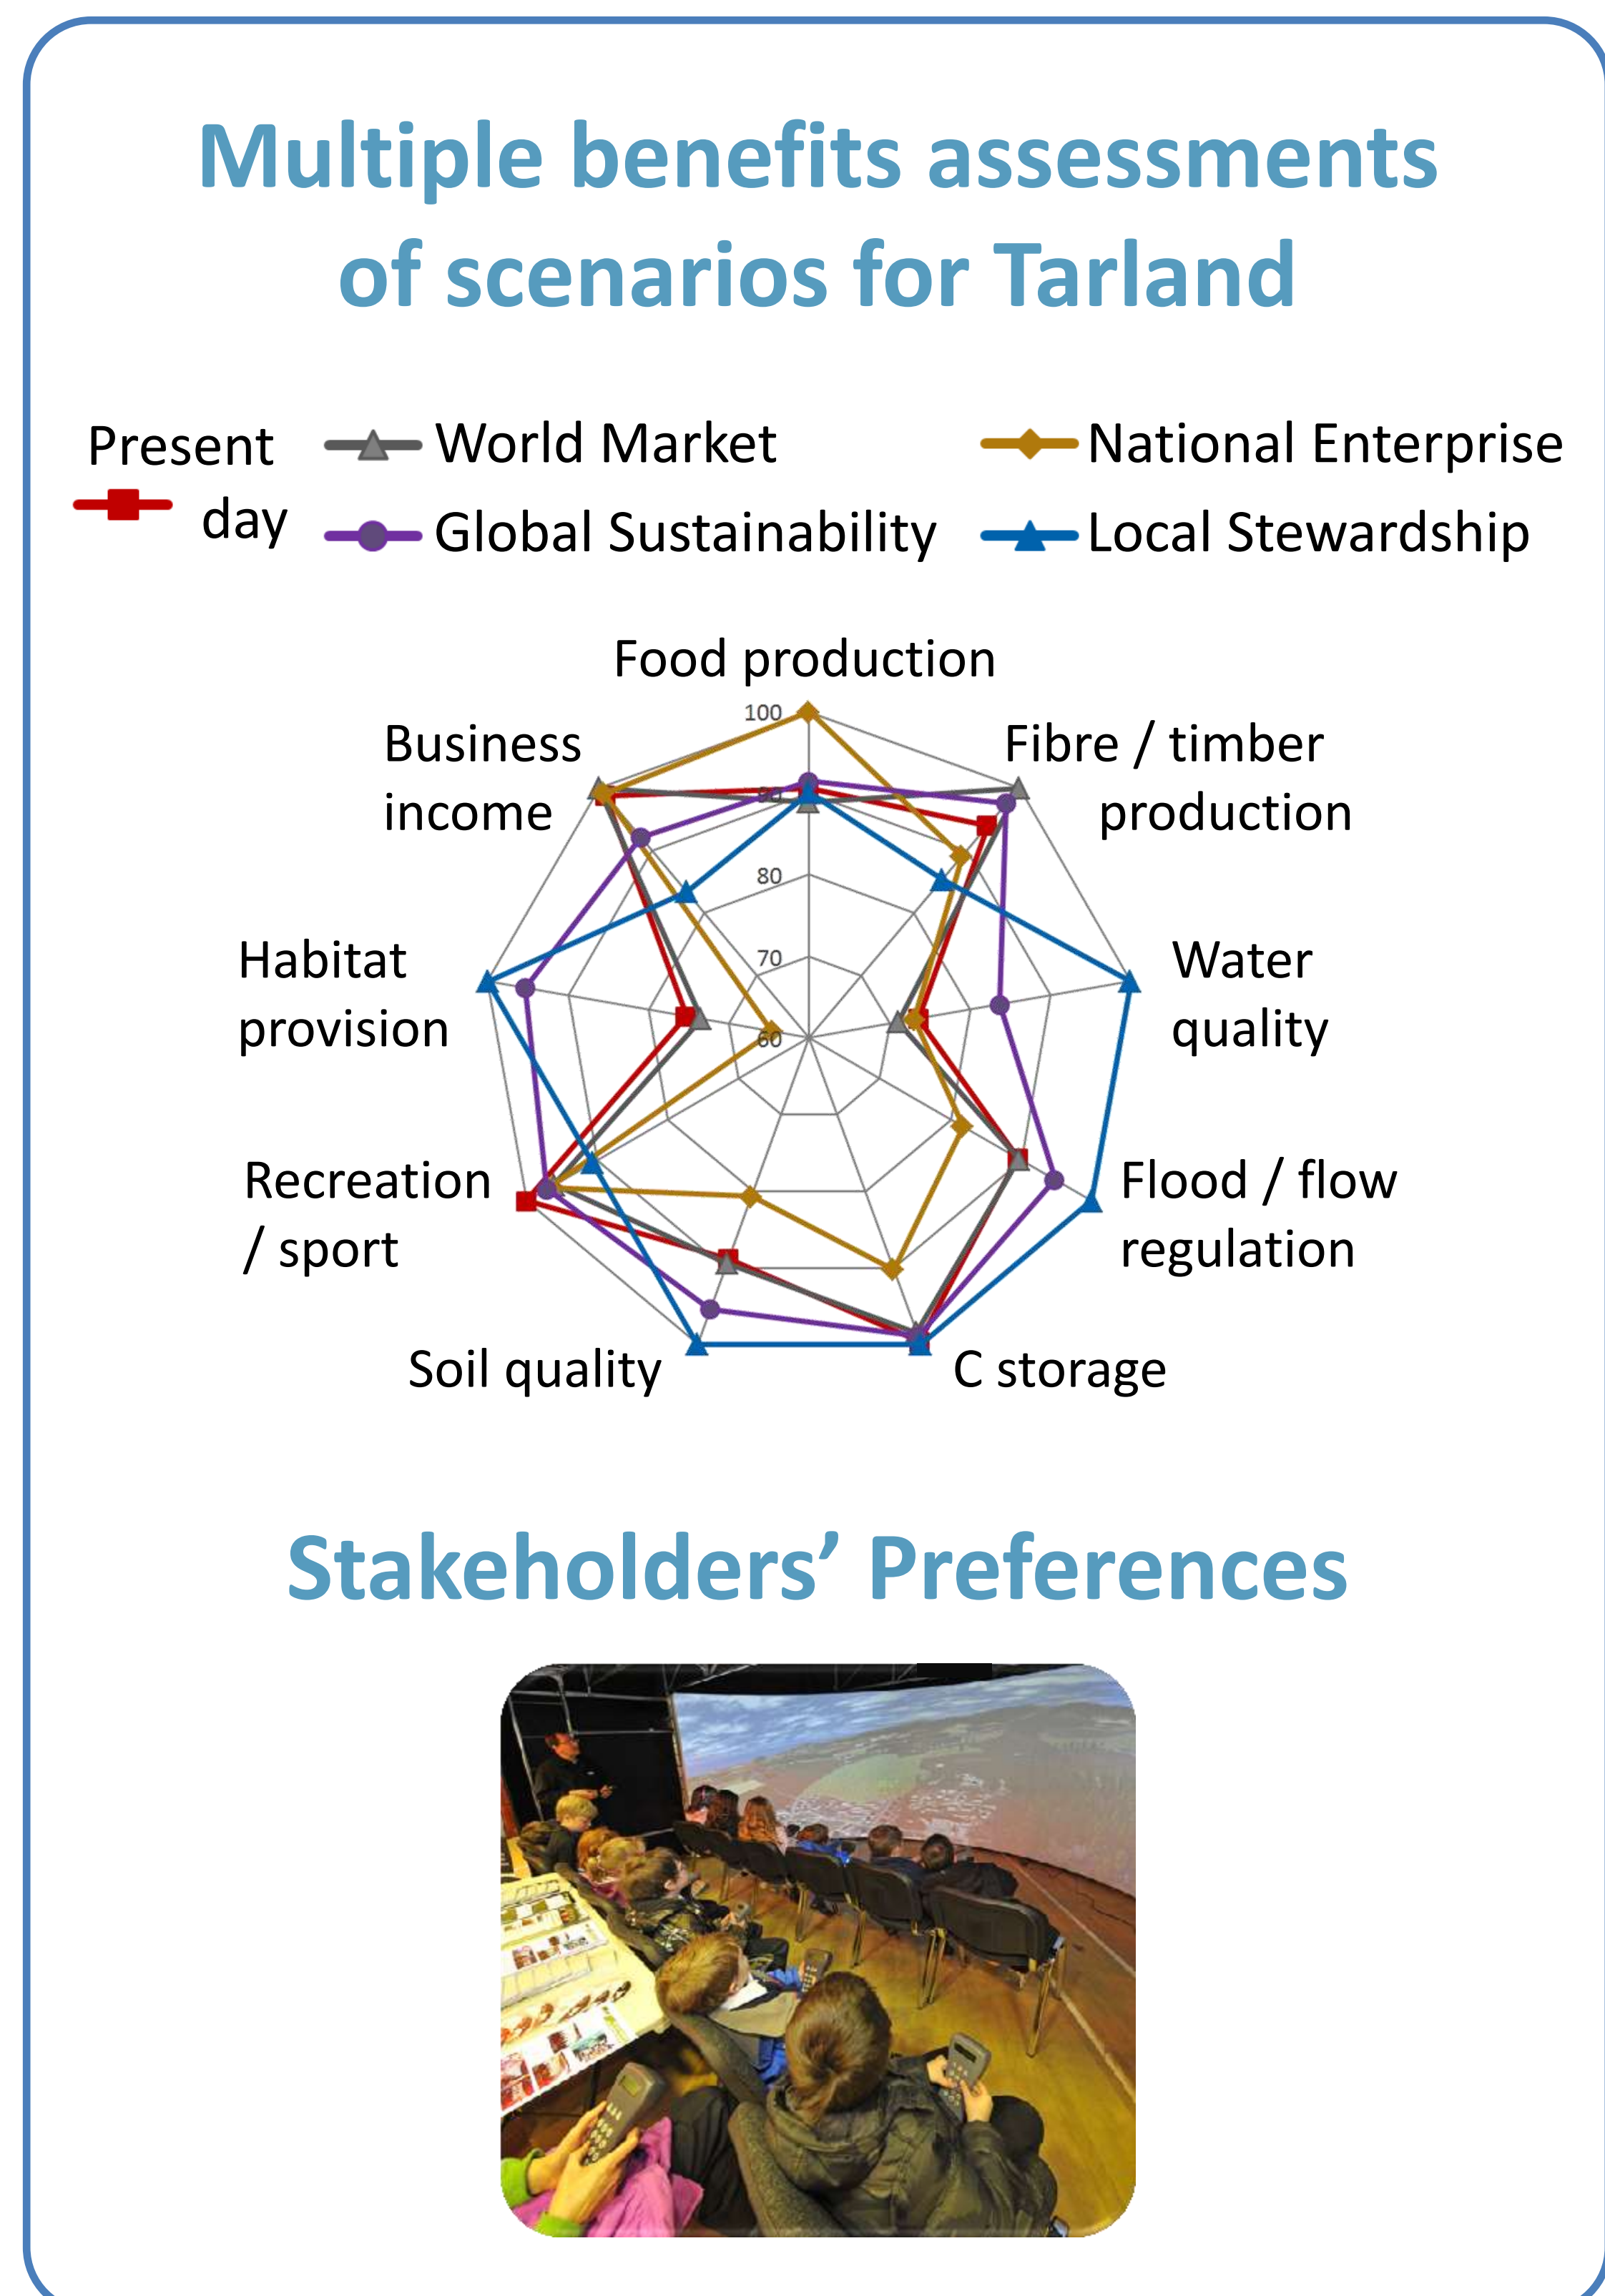 Multiple benefits assessments
of scenarios for Tarland
Present
day
World Market
National Enterprise
Global Sustainability
Local Stewardship
Food production
100
Business
income
Fibre / timber
production
90
80
70
60
Habitat
provision
Water
quality
Recreation
/ sport
Flood / flow
regulation
Soil quality
C storage
Stakeholders’ Preferences